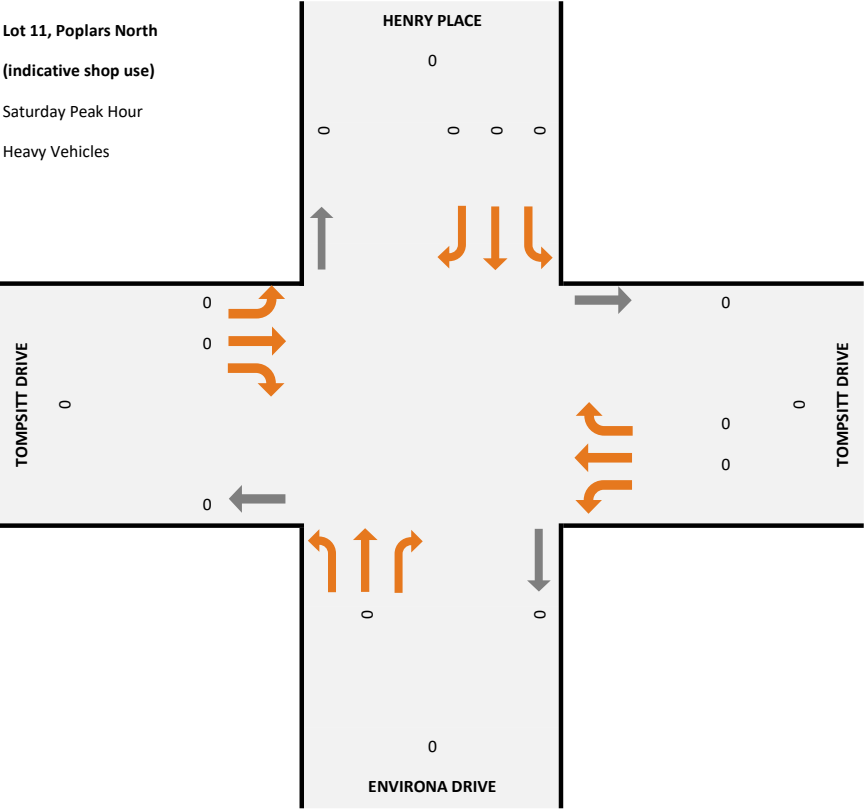 Lot 11, Poplars North
(indicative shop use)
Saturday Peak Hour
Heavy Vehicles
HENRY PLACE
0
0 0 0 0
0 0
0
0
TOMPSITT DRIVE
0
0
TOMPSITT DRIVE
0
0
0
0 0
0
ENVIRONA DRIVE